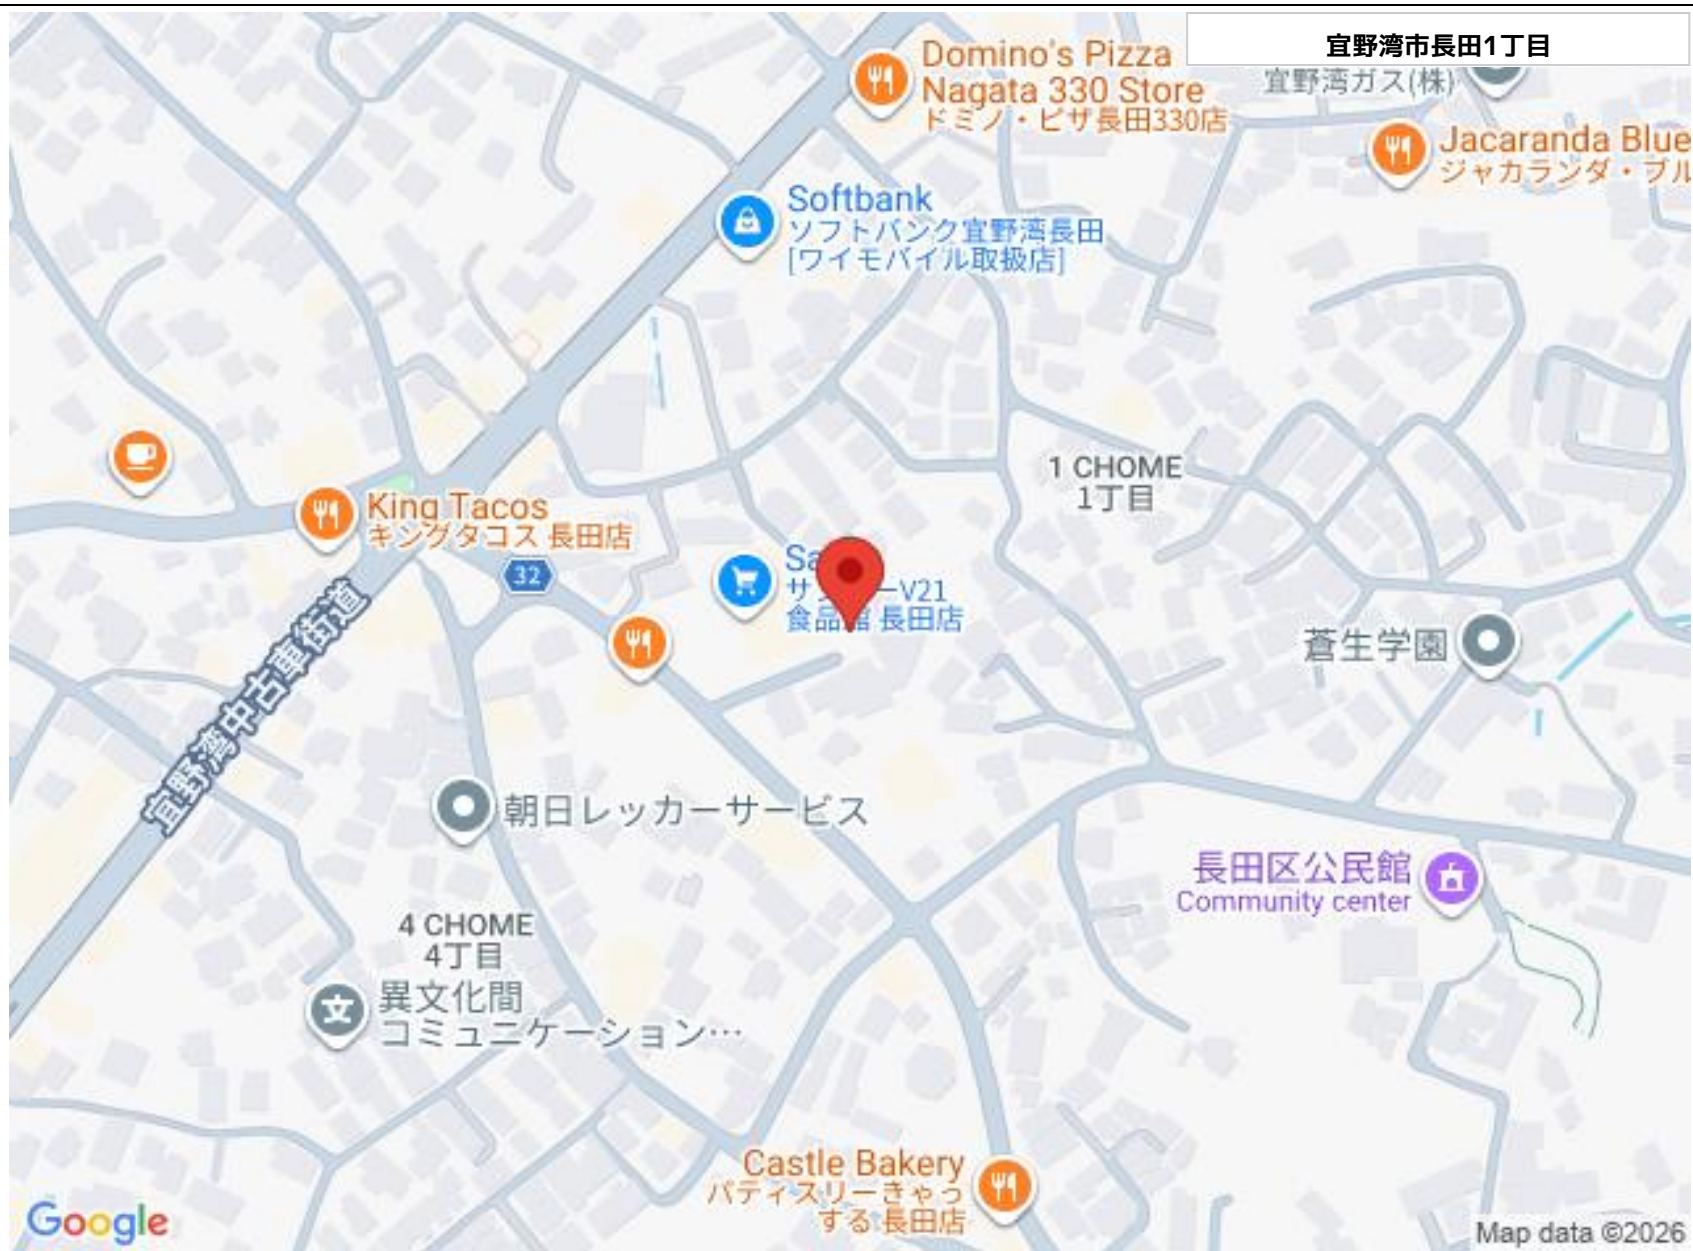 宜野湾市長田1丁目
Domino's Pizza
Nagata 330 Store
ドミノ・ピザ長田330店
宜野湾ガス(株)
Jacaranda Blue
ジャカランダ・ブル
Softbank
ソフトバンク宜野湾長田
[ワイモバイル取扱店]
1 CHOME
1丁目
King Tacos
キングタコス 長田店
32
ーV21
長田店
蒼生学園
宜野湾中古車街道
朝日レッカーサービス
長田区公民館
Community center
4 CHOME
4丁目
異文化間
コミュニケーション…
Castle Bakery
パティスリーきゃっ
する 長田店
Google
Map data ©2026